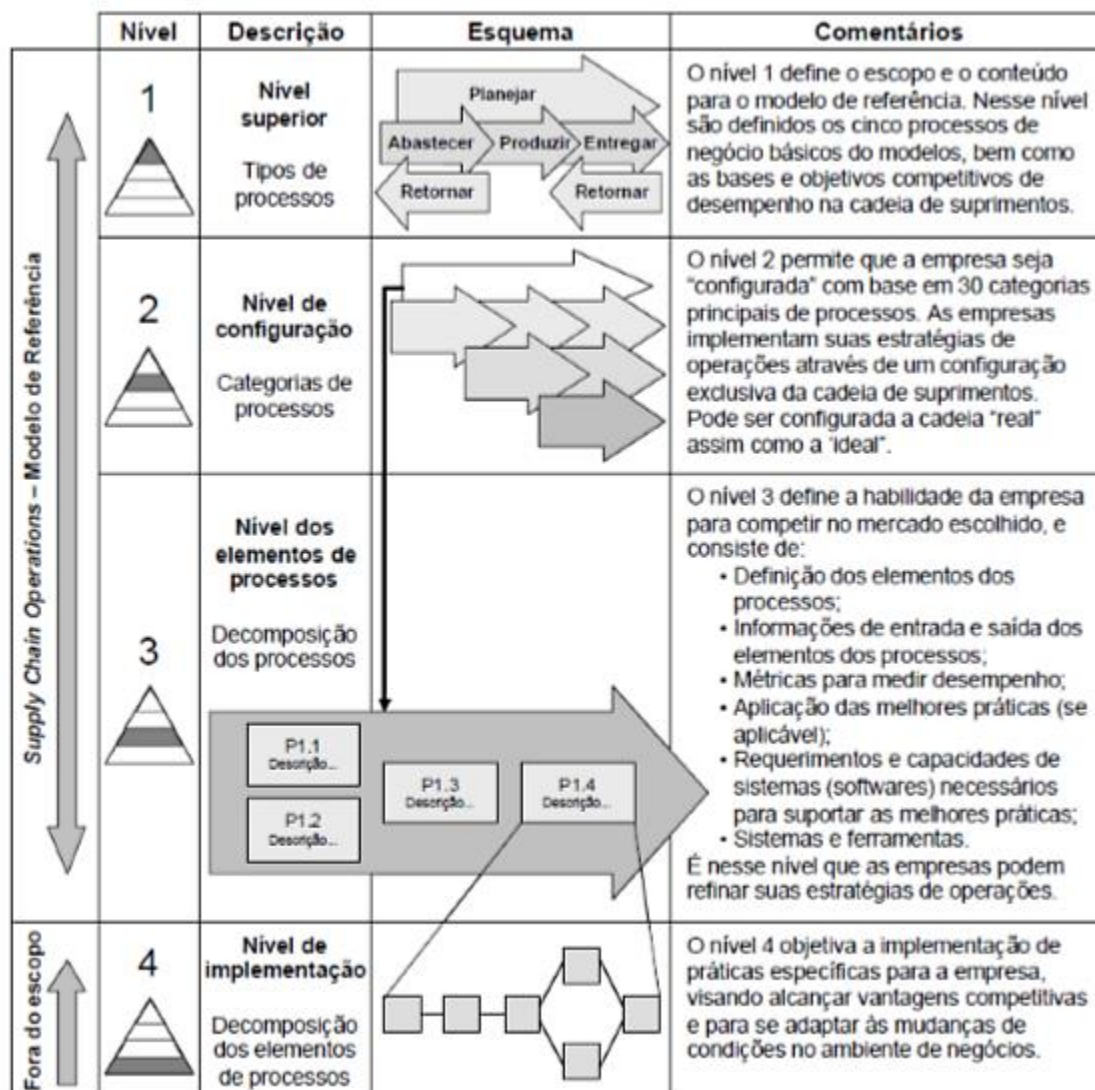 Nível
Descrição
Esquema
Comentários
Supply Chain Operations – Modelo de Referência
1
Nível
superior
Tipos de
processos
Planejar
Abastecer
Produzir
Entregar
Retornar
Retornar
O nível 1 define o escopo e o conteúdo
para o modelo de referência. Nesse nível
são definidos os cinco processos de
negócio básicos do modelos, bem como
as bases e objetivos competitivos de
desempenho na cadeia de suprimentos.
2
Nível de
configuração
Categorias de
processos
O nível 2 permite que a empresa seja
“configurada” com base em 30 categorias
principais de processos. As empresas
implementam suas estratégias de
operações através de um configuração
exclusiva da cadeia de suprimentos.
Pode ser configurada a cadeia “real”
assim como a ‘ideal”.
3
Nível dos
elementos de
processos
Decomposição
dos processos
P1.1
Descrição...
P1.2
Descrição...
P1.3
Descrição...
P1.4
Descrição...
O nível 3 define a habilidade da empresa
para competir no mercado escolhido, e
consiste de:
• Definição dos elementos dos
processos;
• Informações de entrada e saída dos
elementos dos processos;
• Métricas para medir desempenho;
• Aplicação das melhores práticas (se
aplicável);
• Requerimentos e capacidades de
sistemas (softwares) necessários
para suportar as melhores práticas;
• Sistemas e ferramentas.
É nesse nível que as empresas podem
refinar suas estratégias de operações.
Fora do escopo
4
Nível de
implementação
Decomposição
dos elementos
de processos
O nível 4 objetiva a implementação de
práticas específicas para a empresa,
visando alcançar vantagens competitivas
e para se adaptar às mudanças de
condições no ambiente de negócios.